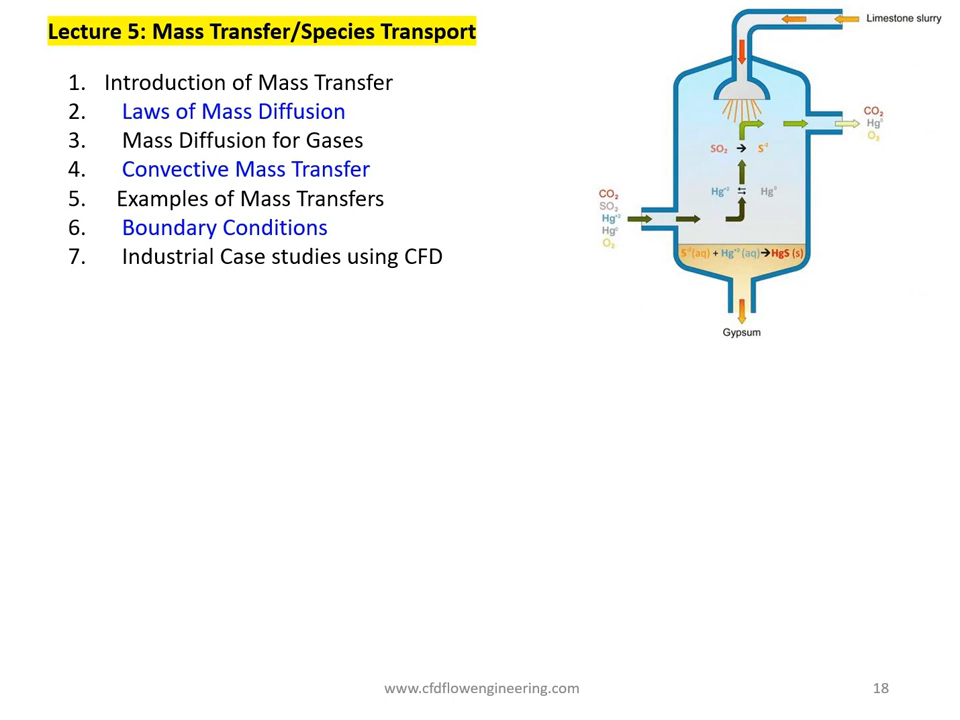 Lecture 5: Mass Transfer/Species Transport
1. Introduction of Mass Transfer
2. Laws of Mass Diffusion
3. Mass Diffusion for Gases
4. Convective Mass Transfer
5. Examples of Mass Transfers
6. Boundary Conditions
7. Industrial Case studies using CFD
Limestone slurry
CO₂
Hg⁰
O₂
SO₂ → S⁻²
Hg⁺² ⇆ Hg⁰
CO₂
SO₂
Hg⁺²
Hg⁰
O₂
S⁻²(aq) + Hg⁺² (aq)→HgS (s)
Gypsum
www.cfdflowengineering.com
18